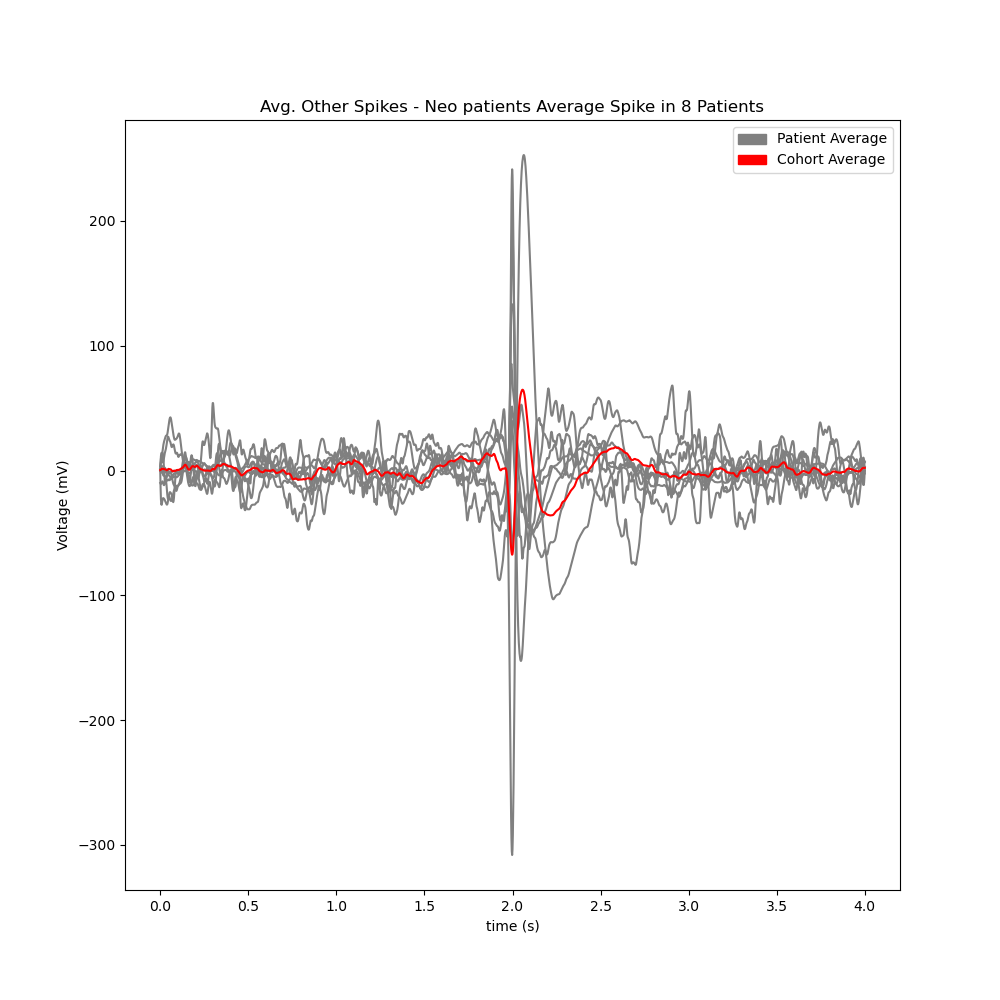 Avg. Other Spikes - Neo patients Average Spike in 8 Patients
Patient Average
Cohort Average
Voltage (mV)
200
100
0
−100
−200
−300
0.0 0.5 1.0 1.5 2.0 2.5 3.0 3.5 4.0
time (s)